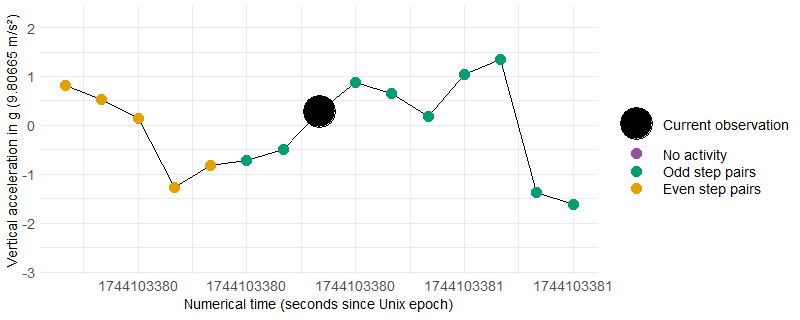 Vertical acceleration in g (9.80665 m/s²)
2
1
0
-1
-2
-3
1744103380
1744103380
1744103380
1744103381
1744103381
Numerical time (seconds since Unix epoch)
Current observation
No activity
Odd step pairs
Even step pairs